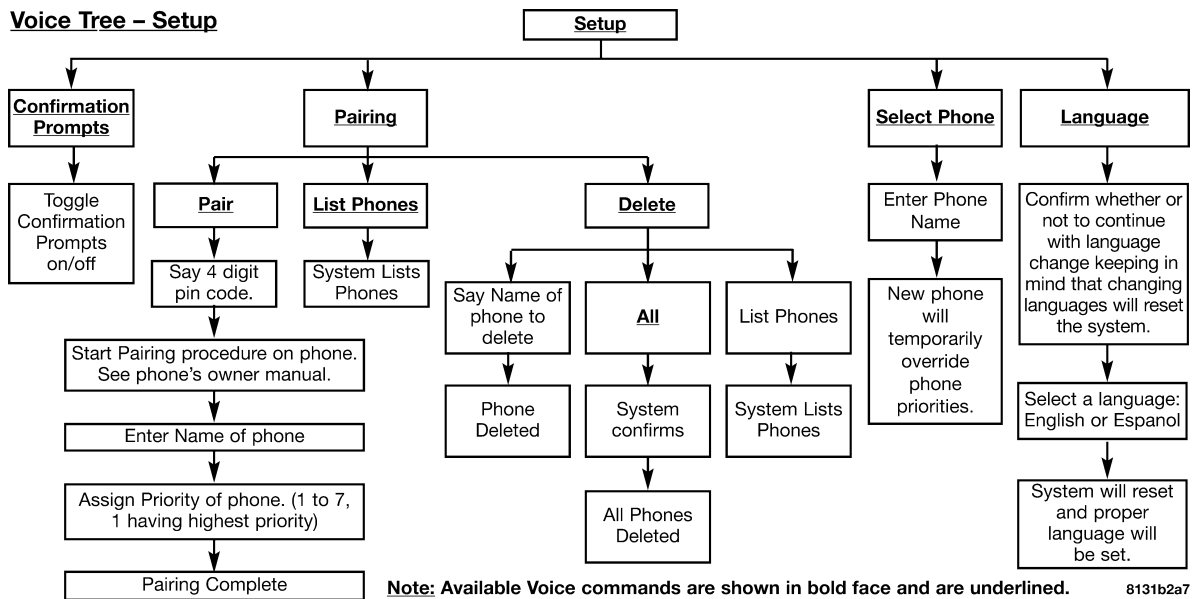 Voice Tree – Setup
Setup
Confirmation
Prompts
Pairing
Select Phone
Language
Toggle
Confirmation
Prompts
on/off
Pair
List Phones
Delete
Enter Phone
Name
Confirm whether or
not to continue
with language
change keeping in
mind that changing
languages will reset
the system.
Say 4 digit
pin code.
System Lists
Phones
Say Name of
phone to
delete
All
List Phones
New phone
will
temporarily
override
phone
priorities.
Start Pairing procedure on phone.
See phone's owner manual.
Phone
Deleted
System
confirms
System Lists
Phones
Select a language:
English or Espanol
Enter Name of phone
Assign Priority of phone. (1 to 7,
1 having highest priority)
All Phones
Deleted
System will reset
and proper
language will
be set.
Pairing Complete
Note: Available Voice commands are shown in bold face and are underlined.
8131b2a7